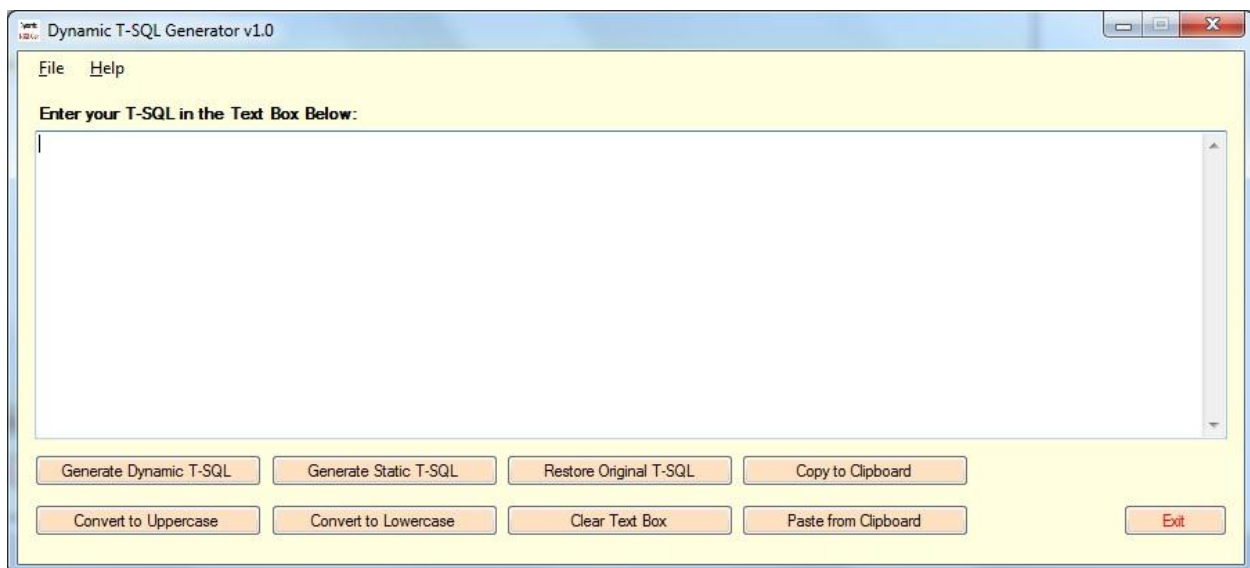 Dynamic T-SQL Generator v1.0
File Help
Enter your T-SQL in the Text Box Below:
Generate Dynamic T-SQL Generate Static T-SQL Restore Original T-SQL Copy to Clipboard
Convert to Uppercase Convert to Lowercase Clear Text Box Paste from Clipboard Exit